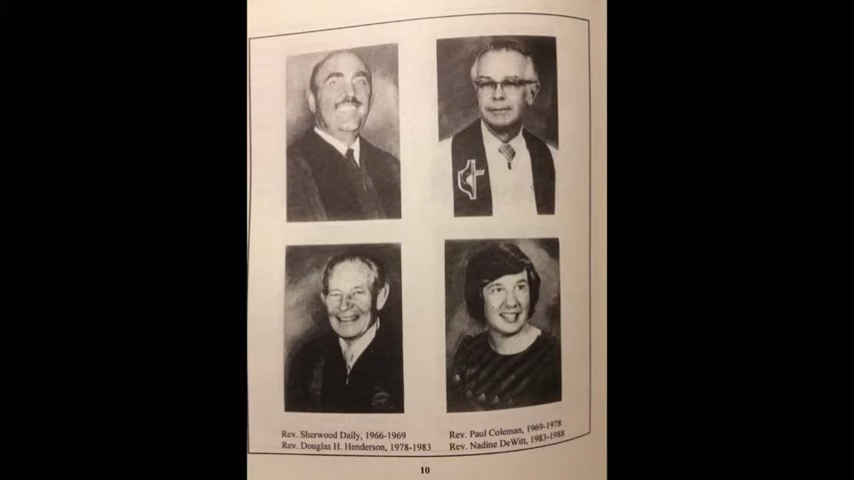 Rev. Sherwood Daily, 1966-1969
Rev. Douglas H. Henderson, 1978-1983
Rev. Paul Coleman, 1969-1978
Rev. Nadine DeWitt, 1983-1988
10